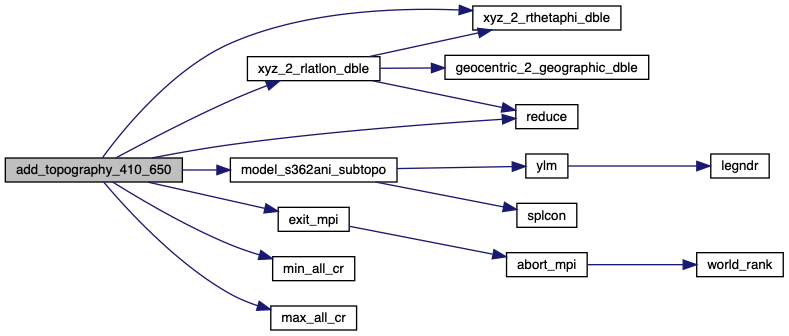 xyz_2_rthetaphi_dble
xyz_2_rlatlon_dble
geocentric_2_geographic_dble
reduce
add_topography_410_650
model_s362ani_subtopo
ylm
legndr
splcon
exit_mpi
abort_mpi
world_rank
min_all_cr
max_all_cr